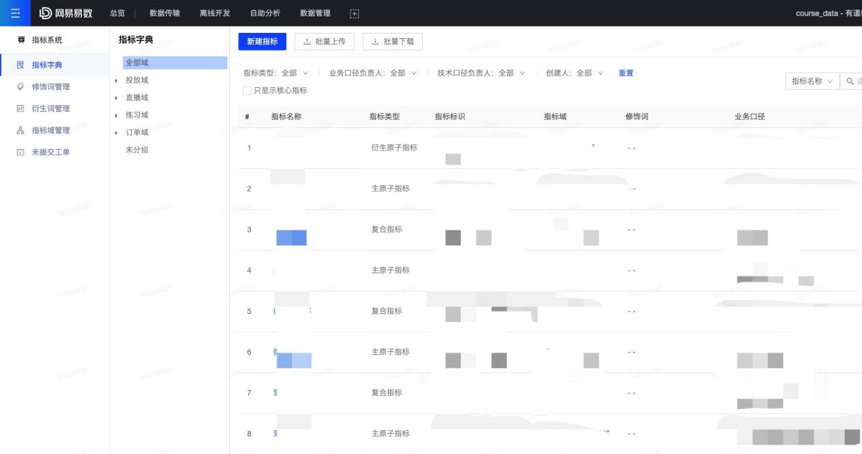 网易易数 总览 数据传输 离线开发 自助分析 数据管理 course_data - 有道
指标系统
指标字典
修饰词管理
衍生词管理
指标域管理
未提交工单
指标字典
全部域
投放域
直播域
练习域
订单域
未分组
新建指标 批量上传 批量下载
指标类型: 全部 业务口径负责人: 全部 技术口径负责人: 全部 创建人: 全部 重置
指标名称
只显示核心指标
# 指标名称 指标类型 指标标识 指标域 修饰词 业务口径
1 衍生原子指标 --
2 主原子指标 --
3 复合指标 --
4 主原子指标 --
5 复合指标 --
6 主原子指标 --
7 复合指标 --
8 主原子指标 --